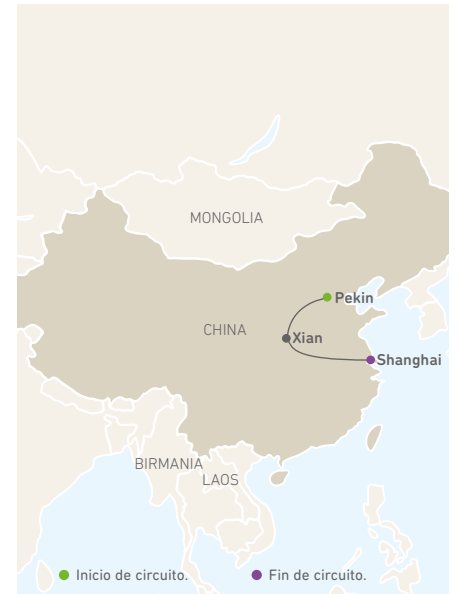 MONGOLIA
Pekin
CHINA
Xian
Shanghai
BIRMANIA
LAOS
Inicio de circuito.
Fin de circuito.